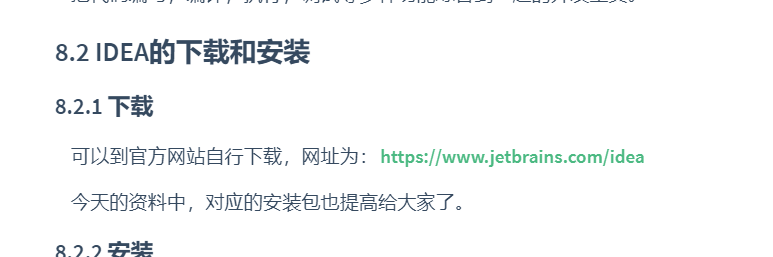 8.2 IDEA的下载和安装
8.2.1 下载
可以到官方网站自行下载，网址为：https://www.jetbrains.com/idea
今天的资料中，对应的安装包也提高给大家了。
8.2.2 安装